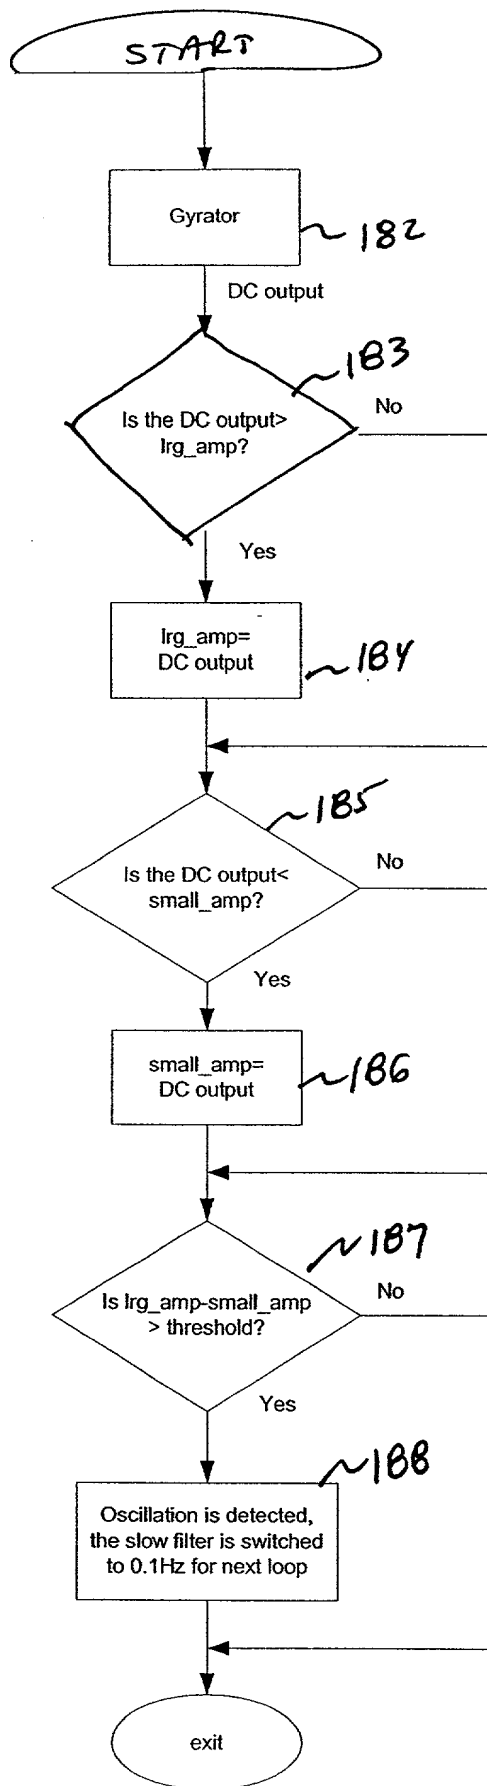 START
Gyrator
182
DC output
183
Is the DC output>
lrg_amp?
No
Yes
lrg_amp=
DC output
184
185
Is the DC output<
small_amp?
No
Yes
small_amp=
DC output
186
187
Is lrg_amp-small_amp
> threshold?
No
Yes
188
Oscillation is detected,
the slow filter is switched
to 0.1Hz for next loop
exit